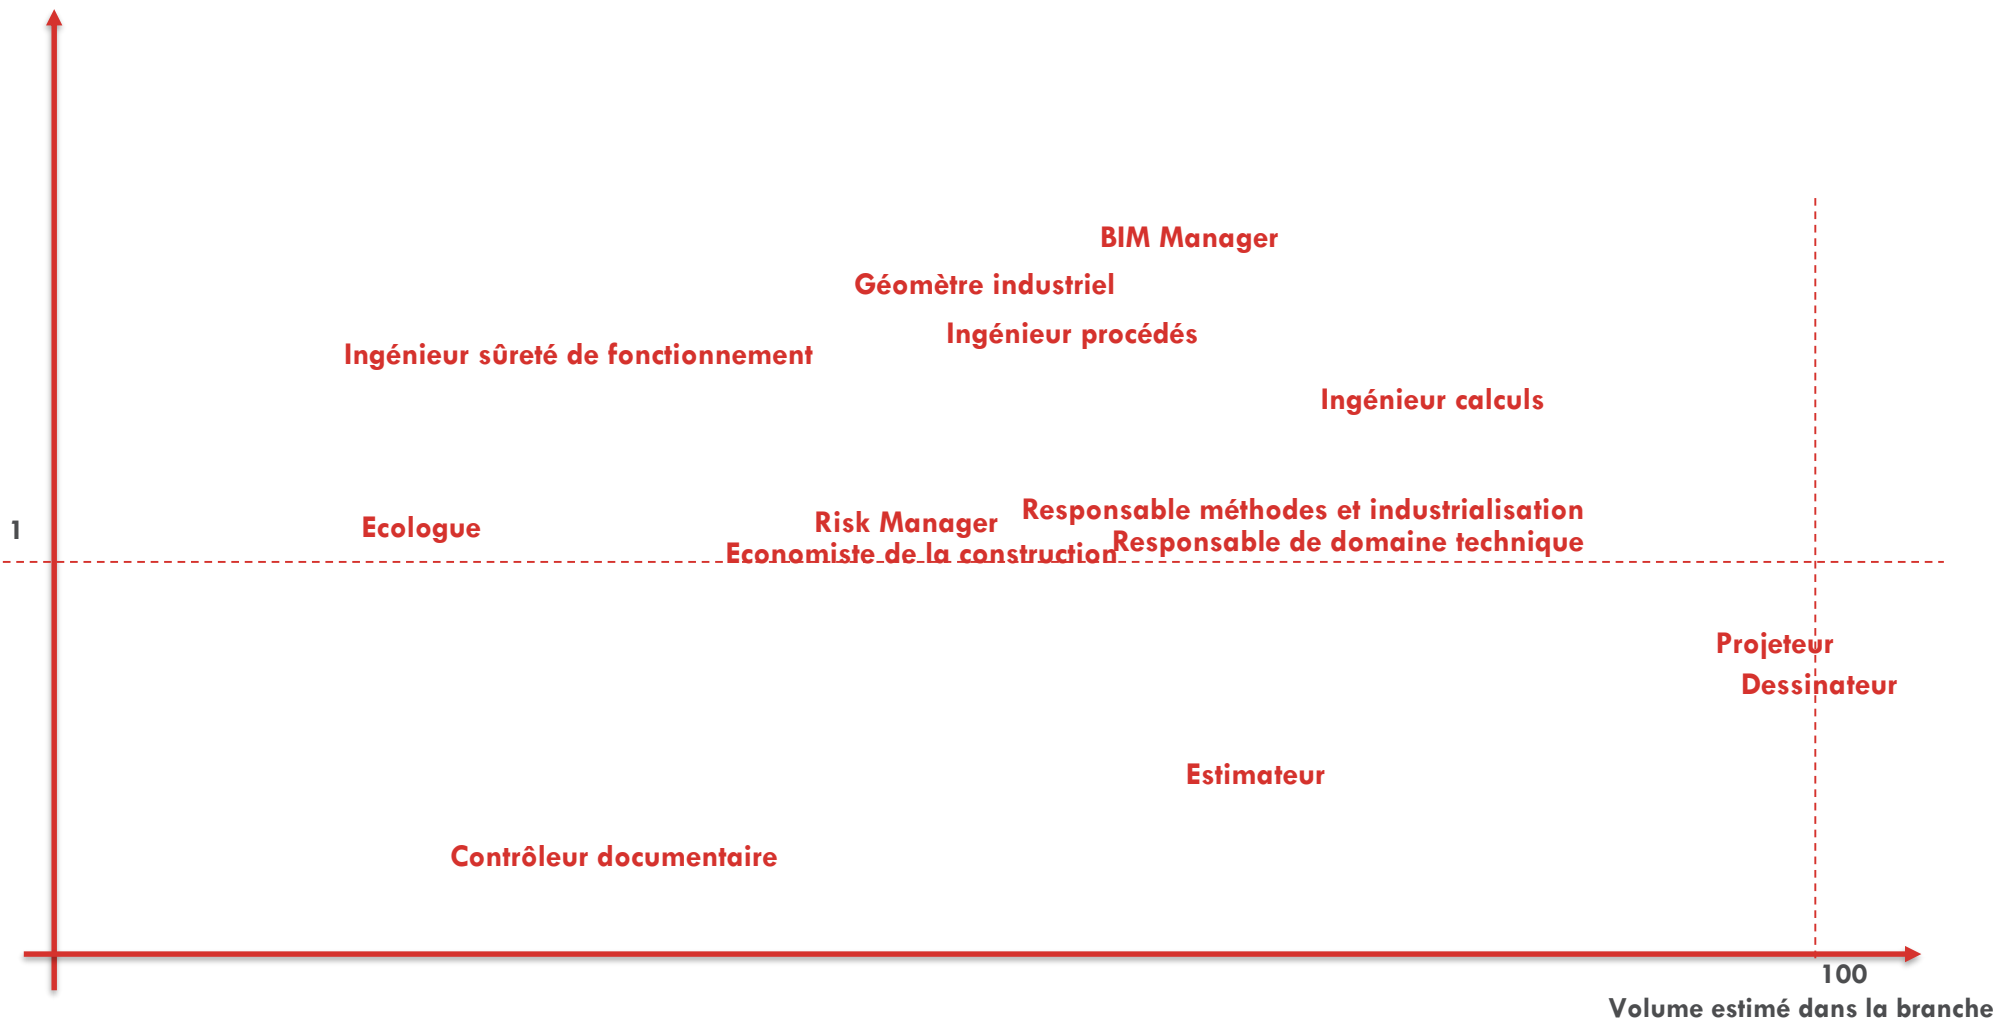 BIM Manager
Géomètre industriel
Ingénieur procédés
Ingénieur sûreté de fonctionnement
Ingénieur calculs
Responsable méthodes et industrialisation
Risk Manager
Ecologue
1
Responsable de domaine technique
Economiste de la construction
Projeteur
Dessinateur
Estimateur
Contrôleur documentaire
100
Volume estimé dans la branche